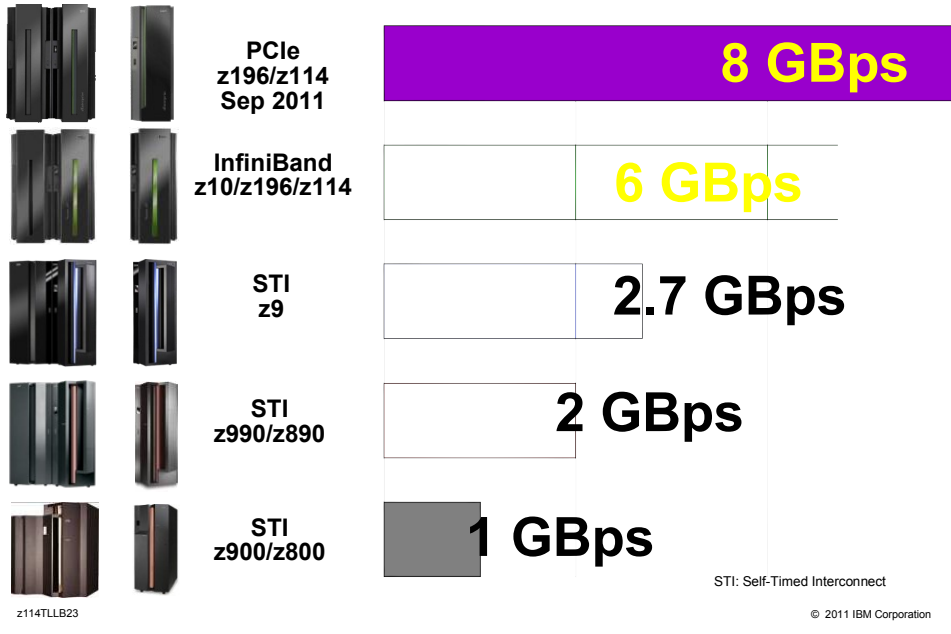 PCIe
z196/z114
Sep 2011
8 GBps
InfiniBand
z10/z196/z114
6 GBps
STI
z9
2.7 GBps
STI
z990/z890
2 GBps
STI
z900/z800
1 GBps
STI: Self-Timed Interconnect
z114TLLB23
© 2011 IBM Corporation